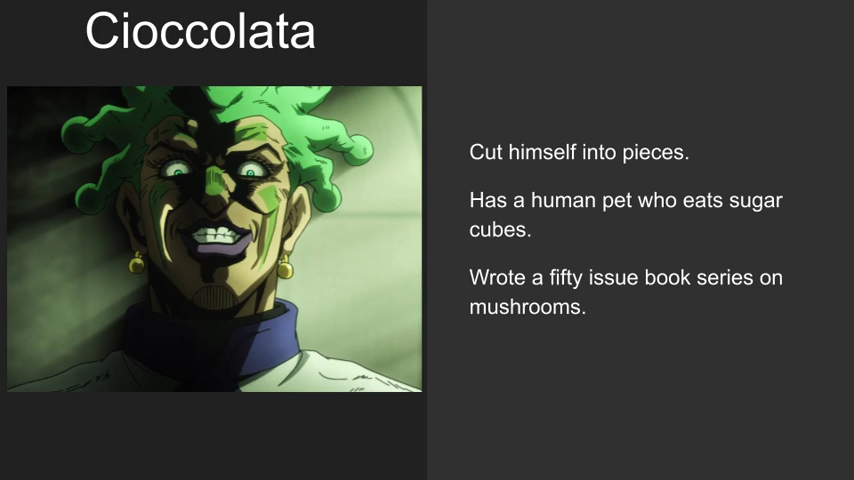 Cioccolata
Cut himself into pieces.
Has a human pet who eats sugar
cubes.
Wrote a fifty issue book series on
mushrooms.